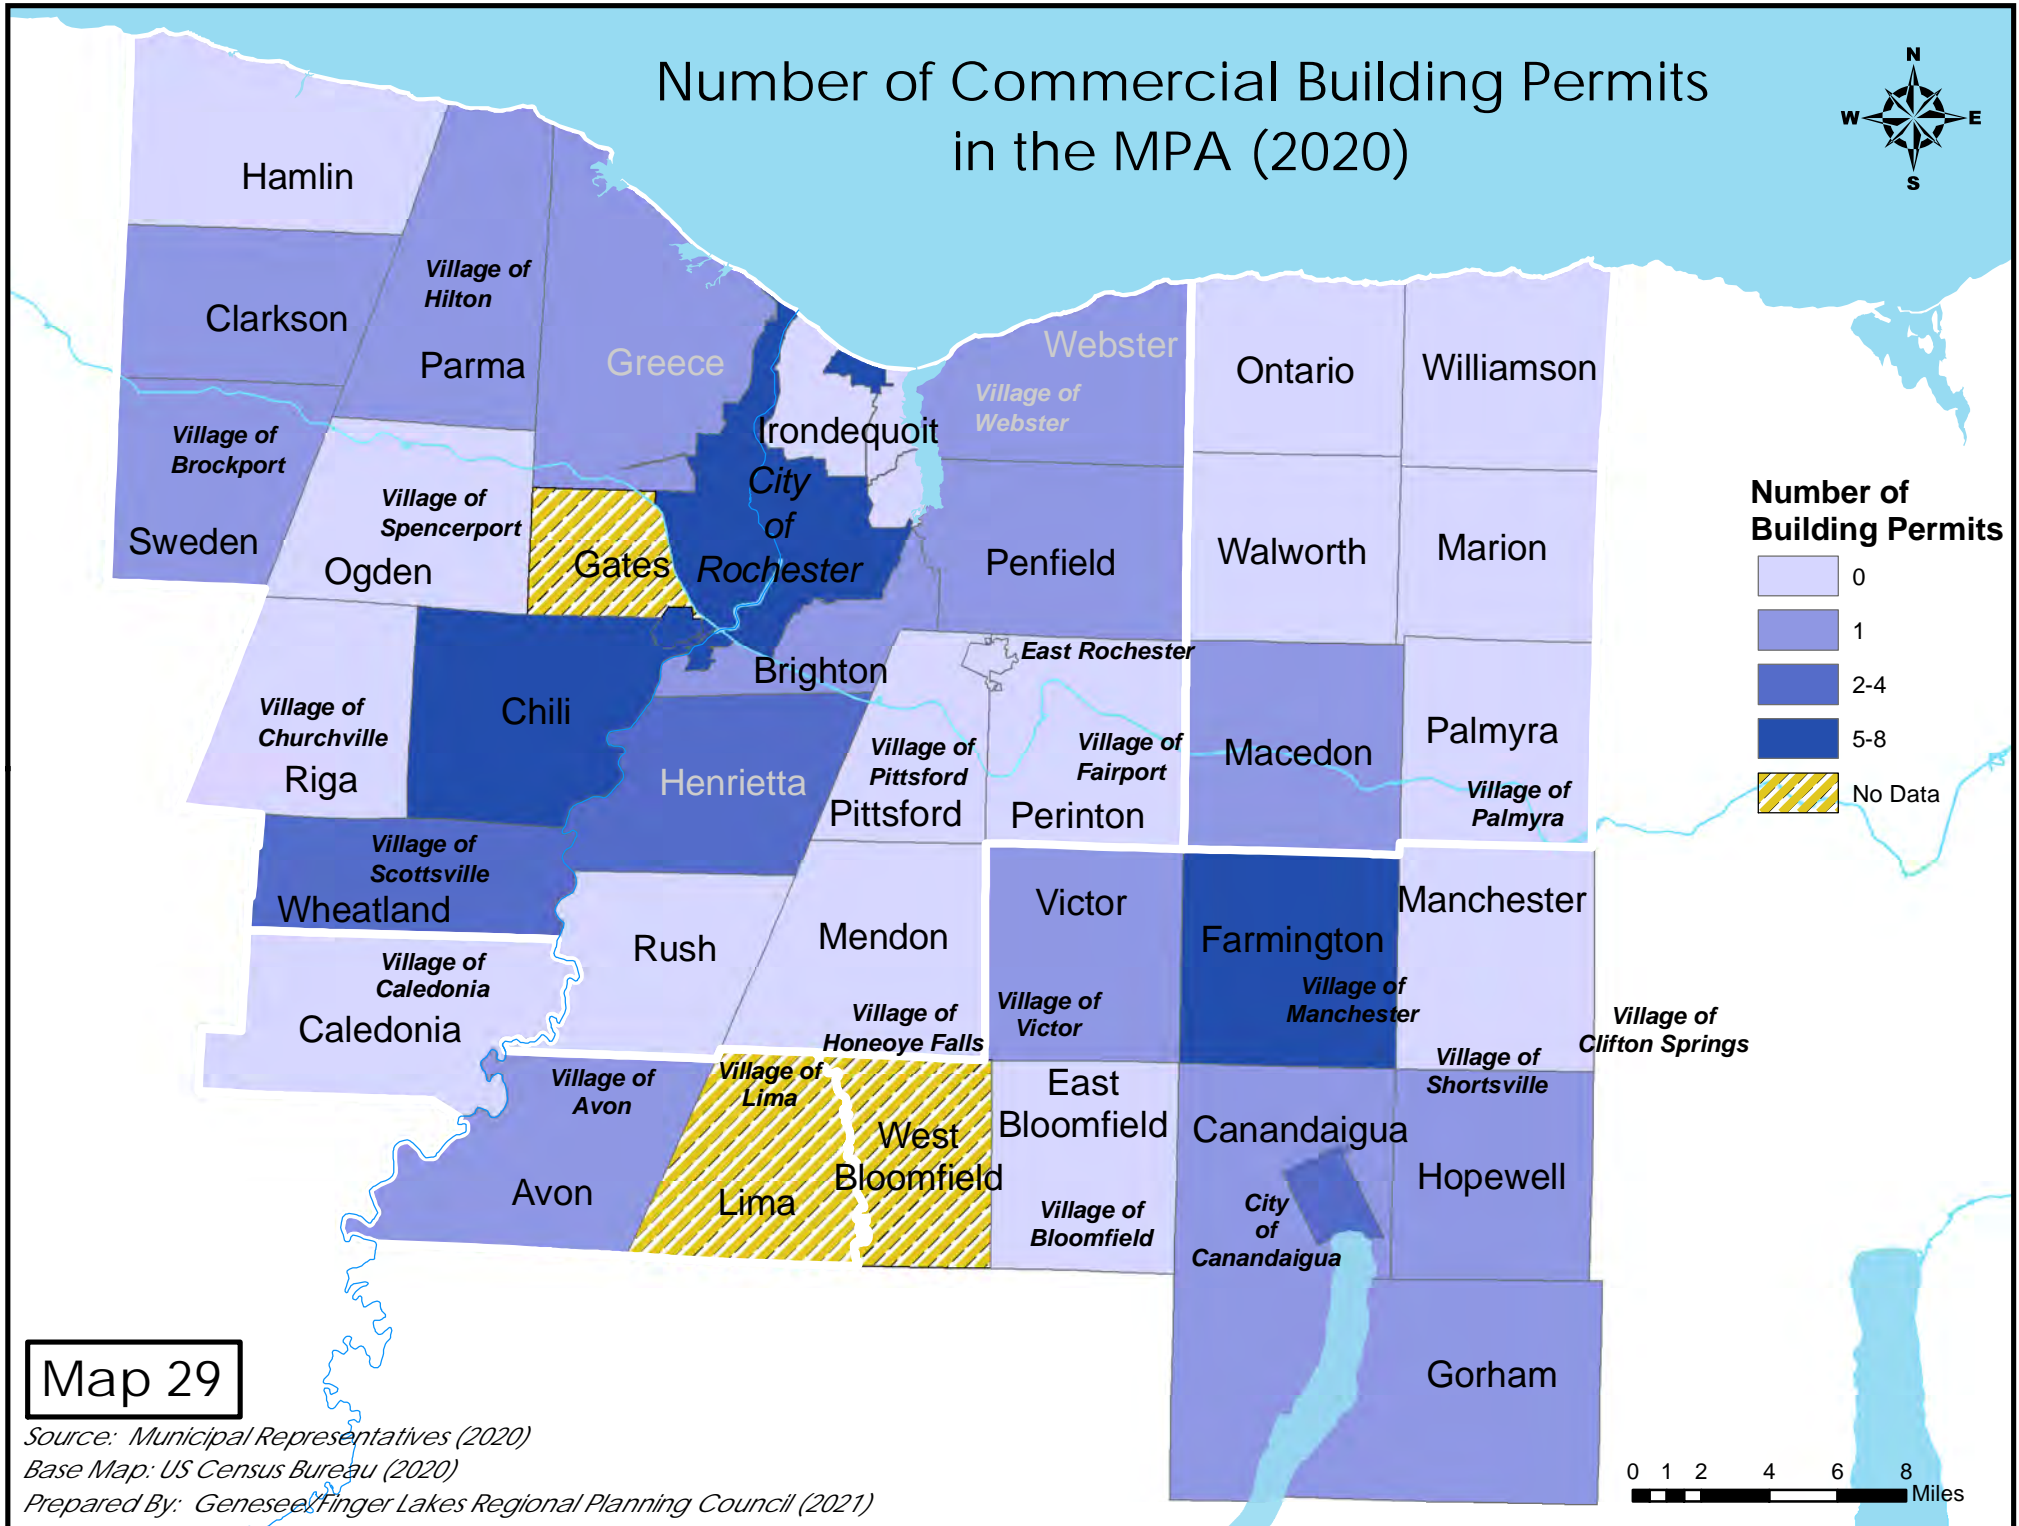 Number of Commercial Building Permits
in the MPA (2020)
N
W
E
S
Hamlin
Village of
Hilton
Clarkson
Parma
Greece
Webster
Village of
Webster
Ontario
Williamson
Village of
Brockport
Sweden
Village of
Spencerport
Ogden
Gates
Irondequoit
City
of
Rochester
Penfield
Walworth
Marion
Number of
Building Permits
0
1
2-4
5-8
No Data
Brighton
East Rochester
Village of
Churchville
Riga
Chili
Henrietta
Village of
Pittsford
Pittsford
Village of
Fairport
Perinton
Macedon
Palmyra
Village of
Palmyra
Village of
Scottsville
Wheatland
Rush
Mendon
Village of
Honeoye Falls
Victor
Village of
Victor
Farmington
Manchester
Village of
Manchester
Village of
Clifton Springs
Village of
Shortsville
Village of
Caledonia
Caledonia
Village of
Avon
Avon
Village of
Lima
Lima
West
Bloomfield
East
Bloomfield
Village of
Bloomfield
Canandaigua
City
of
Canandaigua
Hopewell
Gorham
Map 29
Source: Municipal Representatives (2020)
Base Map: US Census Bureau (2020)
Prepared By: Genesee/Finger Lakes Regional Planning Council (2021)
0 1 2 4 6 8
Miles